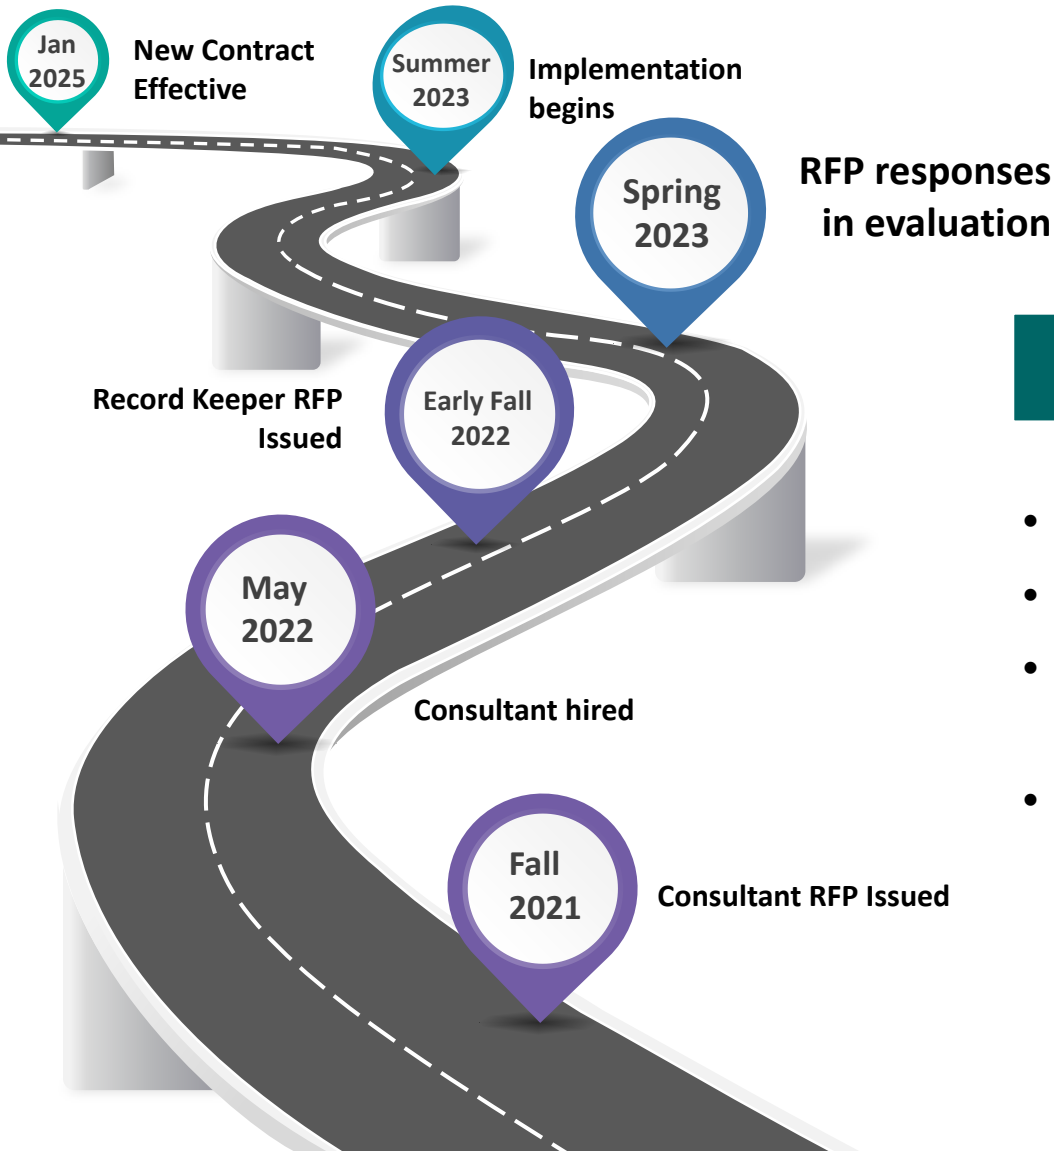 Jan
2025
New Contract
Effective
Summer
2023
Implementation
begins
Spring
2023
RFP responses
in evaluation
Record Keeper RFP
Issued
Early Fall
2022
May
2022
Consultant hired
Fall
2021
Consultant RFP Issued